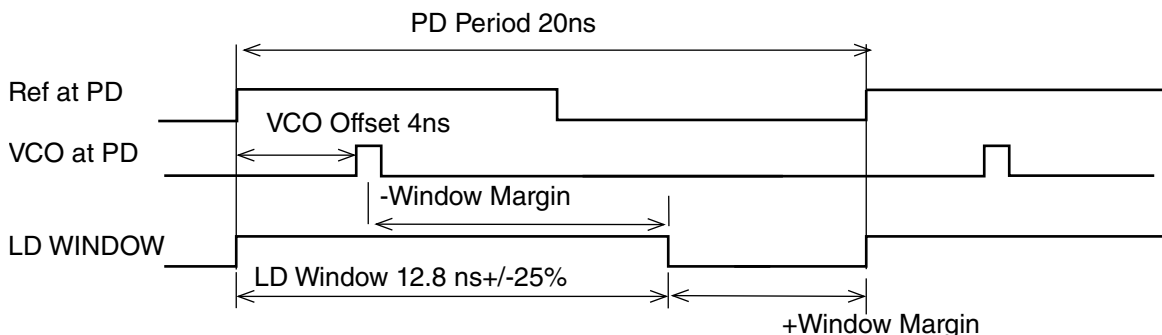 PD Period 20ns
Ref at PD
VCO Offset 4ns
VCO at PD
-Window Margin
LD WINDOW
LD Window 12.8 ns+/-25%
+Window Margin